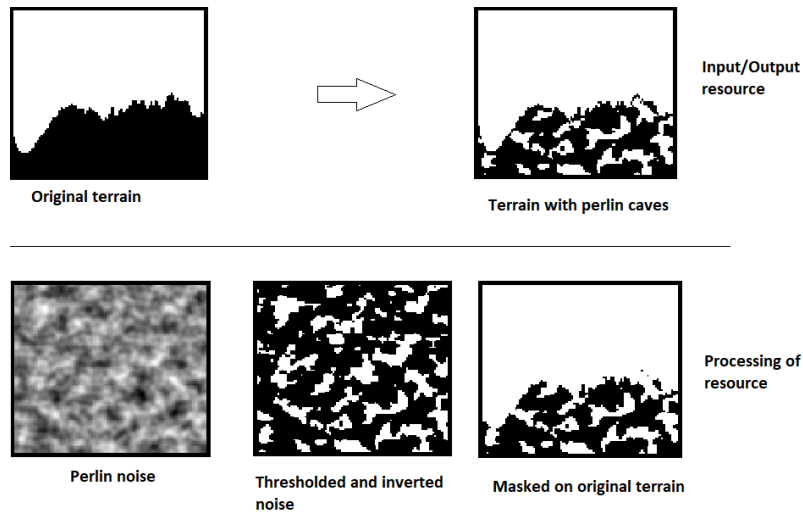 Input/Output
resource
Original terrain
Terrain with perlin caves
Processing of
resource
Perlin noise
Thresholded and inverted
noise
Masked on original terrain